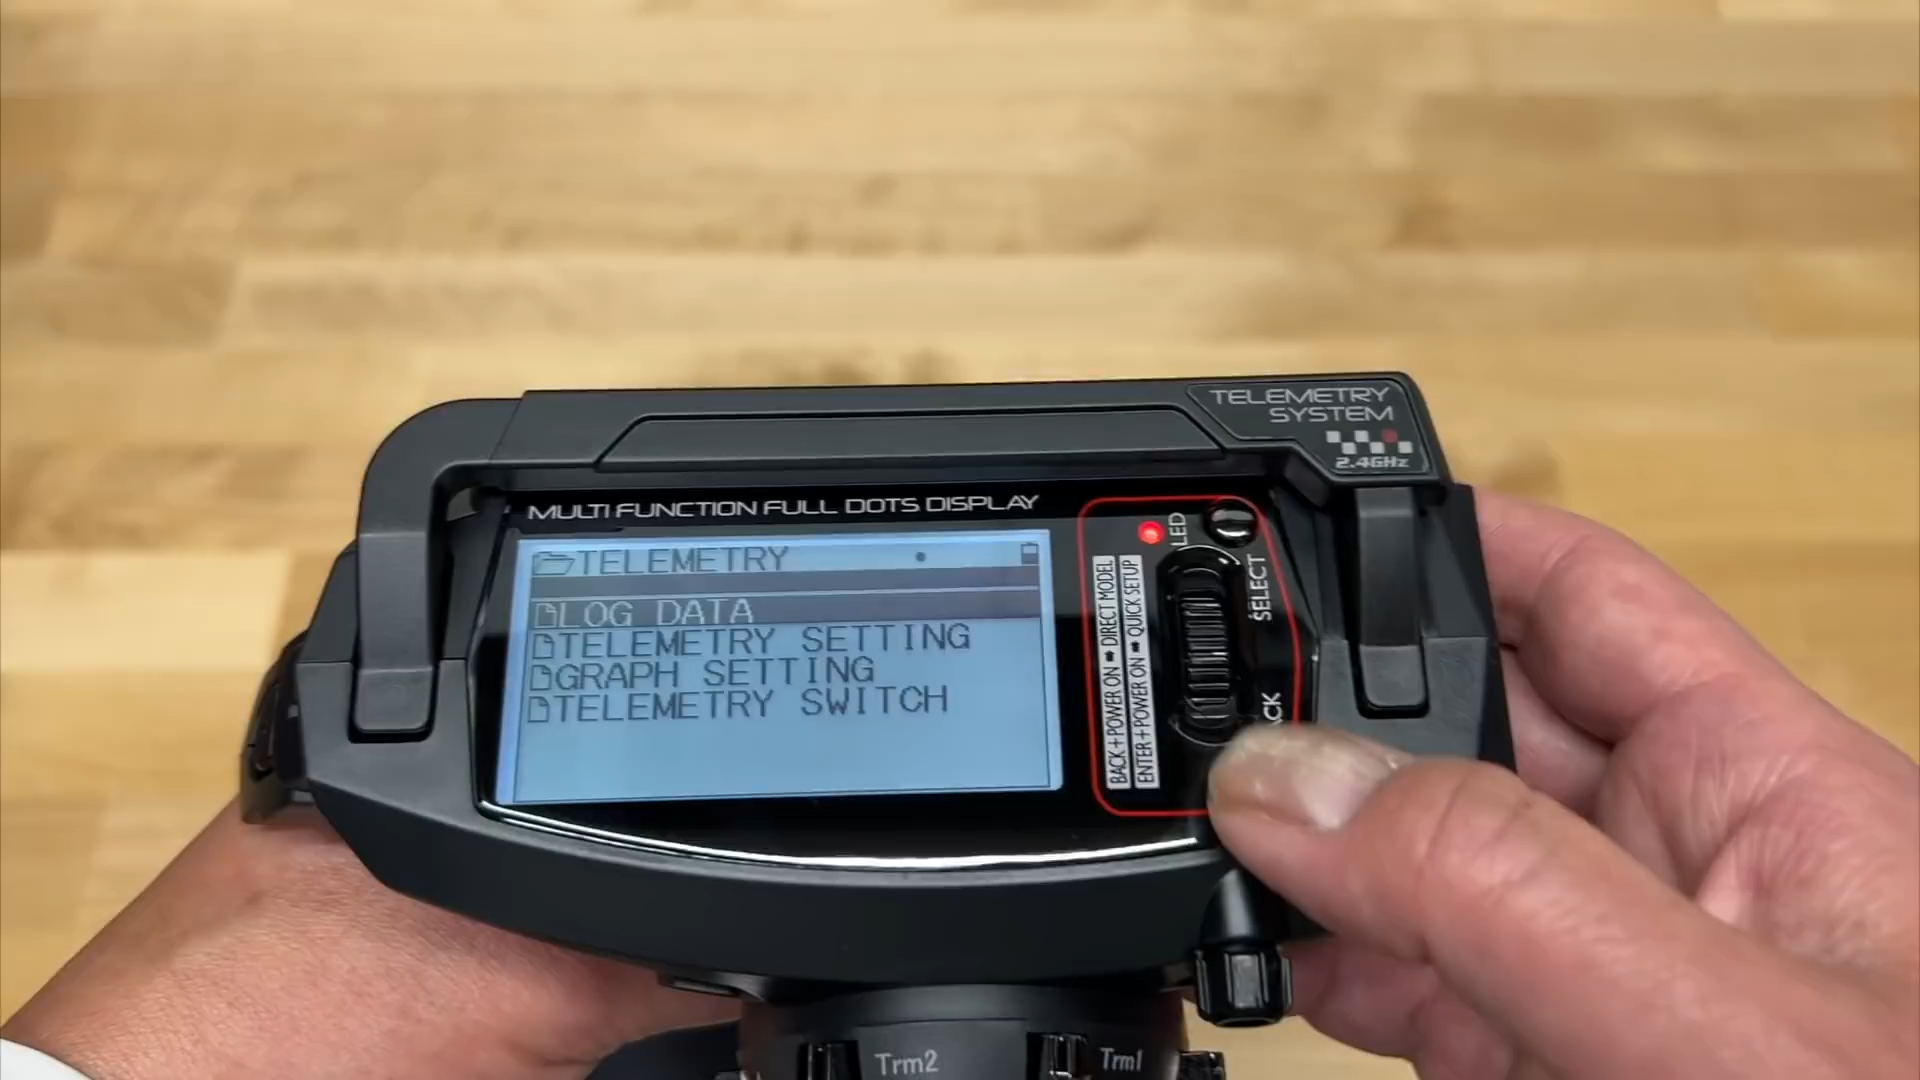 TELEMETRY
SYSTEM
2.4GHz
MULTI FUNCTION FULL DOTS DISPLAY
TELEMETRY
LOG DATA
TELEMETRY SETTING
GRAPH SETTING
TELEMETRY SWITCH
LED
SELECT
BACK+POWER ON➡DIRECT MODEL
ENTER+POWER ON➡QUICK SETUP
Trm2
Trm1